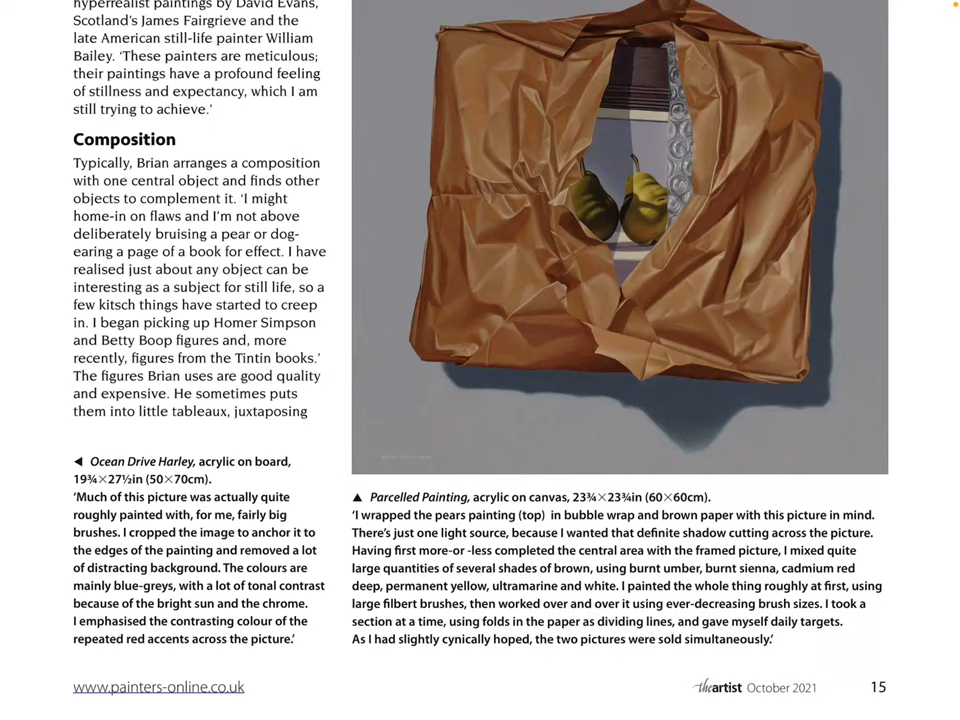 hyperrealist paintings by David Evans,
Scotland's James Fairgrieve and the
late American still-life painter William
Bailey. 'These painters are meticulous;
their paintings have a profound feeling
of stillness and expectancy, which I am
still trying to achieve.'
Composition
Typically, Brian arranges a composition
with one central object and finds other
objects to complement it. 'I might
home-in on flaws and I'm not above
deliberately bruising a pear or dog-
earing a page of a book for effect. I have
realised just about any object can be
interesting as a subject for still life, so a
few kitsch things have started to creep
in. I began picking up Homer Simpson
and Betty Boop figures and, more
recently, figures from the Tintin books.'
The figures Brian uses are good quality
and expensive. He sometimes puts
them into little tableaux, juxtaposing
◄ Ocean Drive Harley, acrylic on board,
19¾×27½in (50×70cm).
'Much of this picture was actually quite
roughly painted with, for me, fairly big
brushes. I cropped the image to anchor it to
the edges of the painting and removed a lot
of distracting background. The colours are
mainly blue-greys, with a lot of tonal contrast
because of the bright sun and the chrome.
I emphasised the contrasting colour of the
repeated red accents across the picture.'
▲ Parcelled Painting, acrylic on canvas, 23¾×23¾in (60×60cm).
'I wrapped the pears painting (top) in bubble wrap and brown paper with this picture in mind.
There's just one light source, because I wanted that definite shadow cutting across the picture.
Having first more-or -less completed the central area with the framed picture, I mixed quite
large quantities of several shades of brown, using burnt umber, burnt sienna, cadmium red
deep, permanent yellow, ultramarine and white. I painted the whole thing roughly at first, using
large filbert brushes, then worked over and over it using ever-decreasing brush sizes. I took a
section at a time, using folds in the paper as dividing lines, and gave myself daily targets.
As I had slightly cynically hoped, the two pictures were sold simultaneously.'
www.painters-online.co.uk
theartist October 2021 15